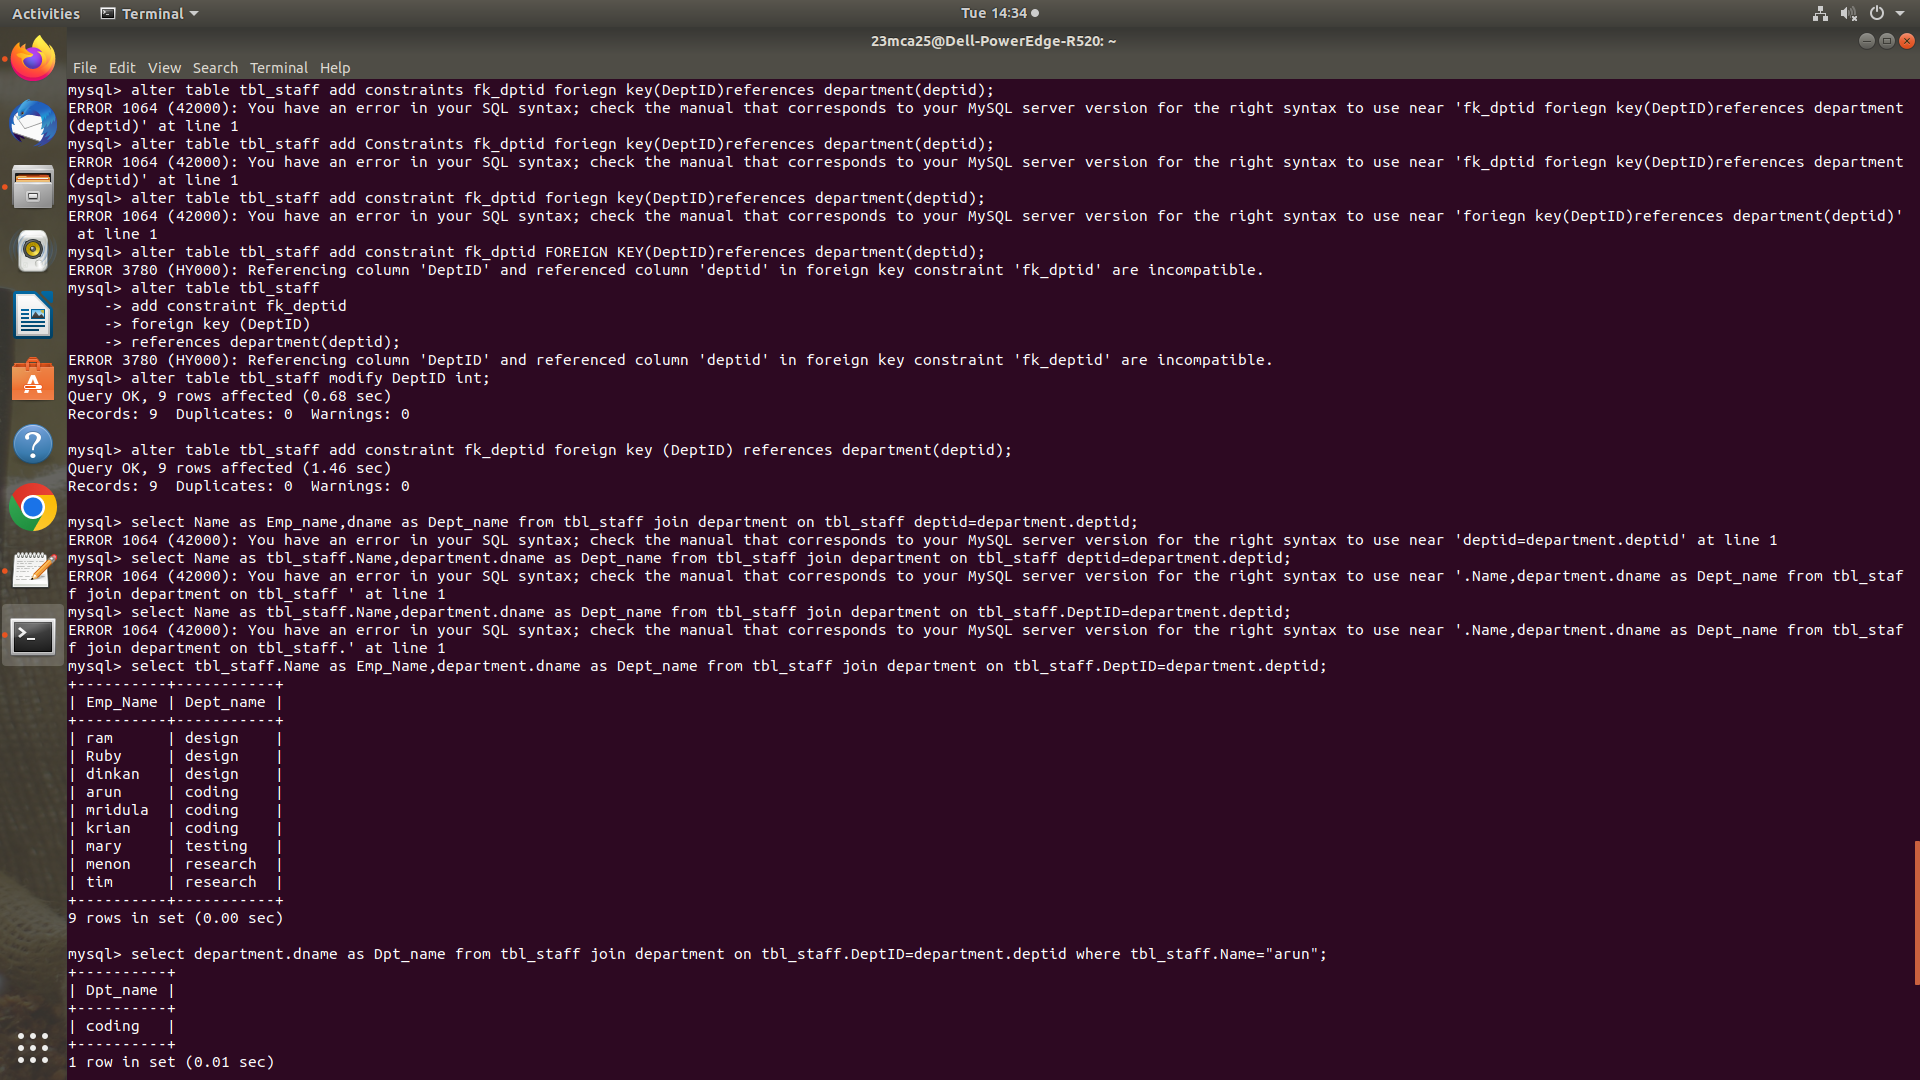 Activities Terminal Tue 14:34
23mca25@Dell-PowerEdge-R520: ~
File Edit View Search Terminal Help
mysql> alter table tbl_staff add constraints fk_dptid foriegn key(DeptID)references department(deptid);
ERROR 1064 (42000): You have an error in your SQL syntax; check the manual that corresponds to your MySQL server version for the right syntax to use near 'fk_dptid foriegn key(DeptID)references department
(deptid)' at line 1
mysql> alter table tbl_staff add Constraints fk_dptid foriegn key(DeptID)references department(deptid);
ERROR 1064 (42000): You have an error in your SQL syntax; check the manual that corresponds to your MySQL server version for the right syntax to use near 'fk_dptid foriegn key(DeptID)references department
(deptid)' at line 1
mysql> alter table tbl_staff add constraint fk_dptid foriegn key(DeptID)references department(deptid);
ERROR 1064 (42000): You have an error in your SQL syntax; check the manual that corresponds to your MySQL server version for the right syntax to use near 'foriegn key(DeptID)references department(deptid)'
 at line 1
mysql> alter table tbl_staff add constraint fk_dptid FOREIGN KEY(DeptID)references department(deptid);
ERROR 3780 (HY000): Referencing column 'DeptID' and referenced column 'deptid' in foreign key constraint 'fk_dptid' are incompatible.
mysql> alter table tbl_staff
    -> add constraint fk_deptid
    -> foreign key (DeptID)
    -> references department(deptid);
ERROR 3780 (HY000): Referencing column 'DeptID' and referenced column 'deptid' in foreign key constraint 'fk_deptid' are incompatible.
mysql> alter table tbl_staff modify DeptID int;
Query OK, 9 rows affected (0.68 sec)
Records: 9  Duplicates: 0  Warnings: 0
mysql> alter table tbl_staff add constraint fk_deptid foreign key (DeptID) references department(deptid);
Query OK, 9 rows affected (1.46 sec)
Records: 9  Duplicates: 0  Warnings: 0
mysql> select Name as Emp_name,dname as Dept_name from tbl_staff join department on tbl_staff deptid=department.deptid;
ERROR 1064 (42000): You have an error in your SQL syntax; check the manual that corresponds to your MySQL server version for the right syntax to use near 'deptid=department.deptid' at line 1
mysql> select Name as tbl_staff.Name,department.dname as Dept_name from tbl_staff join department on tbl_staff deptid=department.deptid;
ERROR 1064 (42000): You have an error in your SQL syntax; check the manual that corresponds to your MySQL server version for the right syntax to use near '.Name,department.dname as Dept_name from tbl_staf
f join department on tbl_staff ' at line 1
mysql> select Name as tbl_staff.Name,department.dname as Dept_name from tbl_staff join department on tbl_staff.DeptID=department.deptid;
ERROR 1064 (42000): You have an error in your SQL syntax; check the manual that corresponds to your MySQL server version for the right syntax to use near '.Name,department.dname as Dept_name from tbl_staf
f join department on tbl_staff.' at line 1
mysql> select tbl_staff.Name as Emp_Name,department.dname as Dept_name from tbl_staff join department on tbl_staff.DeptID=department.deptid;
+----------+-----------+
| Emp_Name | Dept_name |
+----------+-----------+
| ram      | design    |
| Ruby     | design    |
| dinkan   | design    |
| arun     | coding    |
| mridula  | coding    |
| krian    | coding    |
| mary     | testing   |
| menon    | research  |
| tim      | research  |
+----------+-----------+
9 rows in set (0.00 sec)
mysql> select department.dname as Dpt_name from tbl_staff join department on tbl_staff.DeptID=department.deptid where tbl_staff.Name="arun";
+----------+
| Dpt_name |
+----------+
| coding   |
+----------+
1 row in set (0.01 sec)